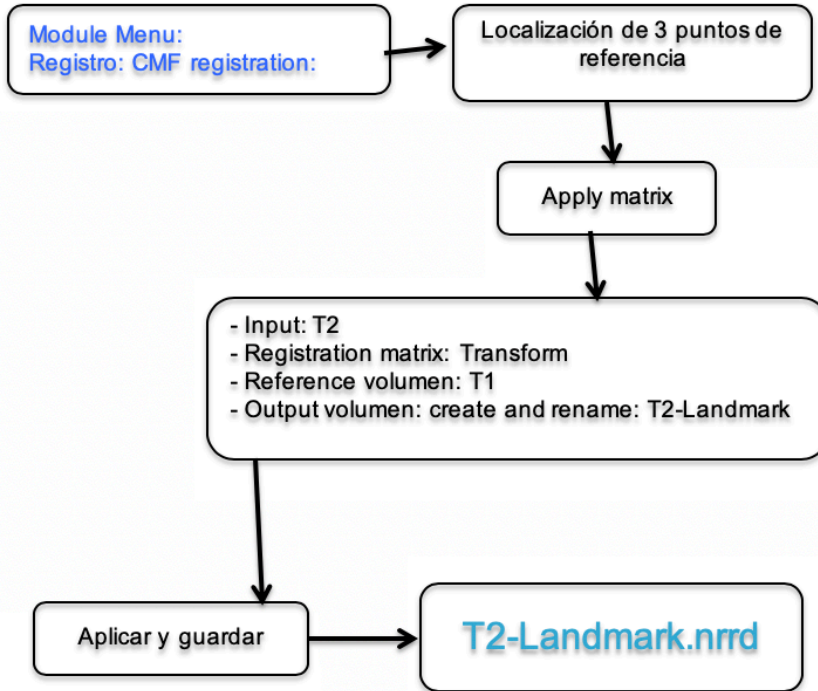 Module Menu:
Registro: CMF registration:
Localización de 3 puntos de
referencia
Apply matrix
- Input: T2
- Registration matrix: Transform
- Reference volumen: T1
- Output volumen: create and rename: T2-Landmark
Aplicar y guardar
T2-Landmark.nrrd